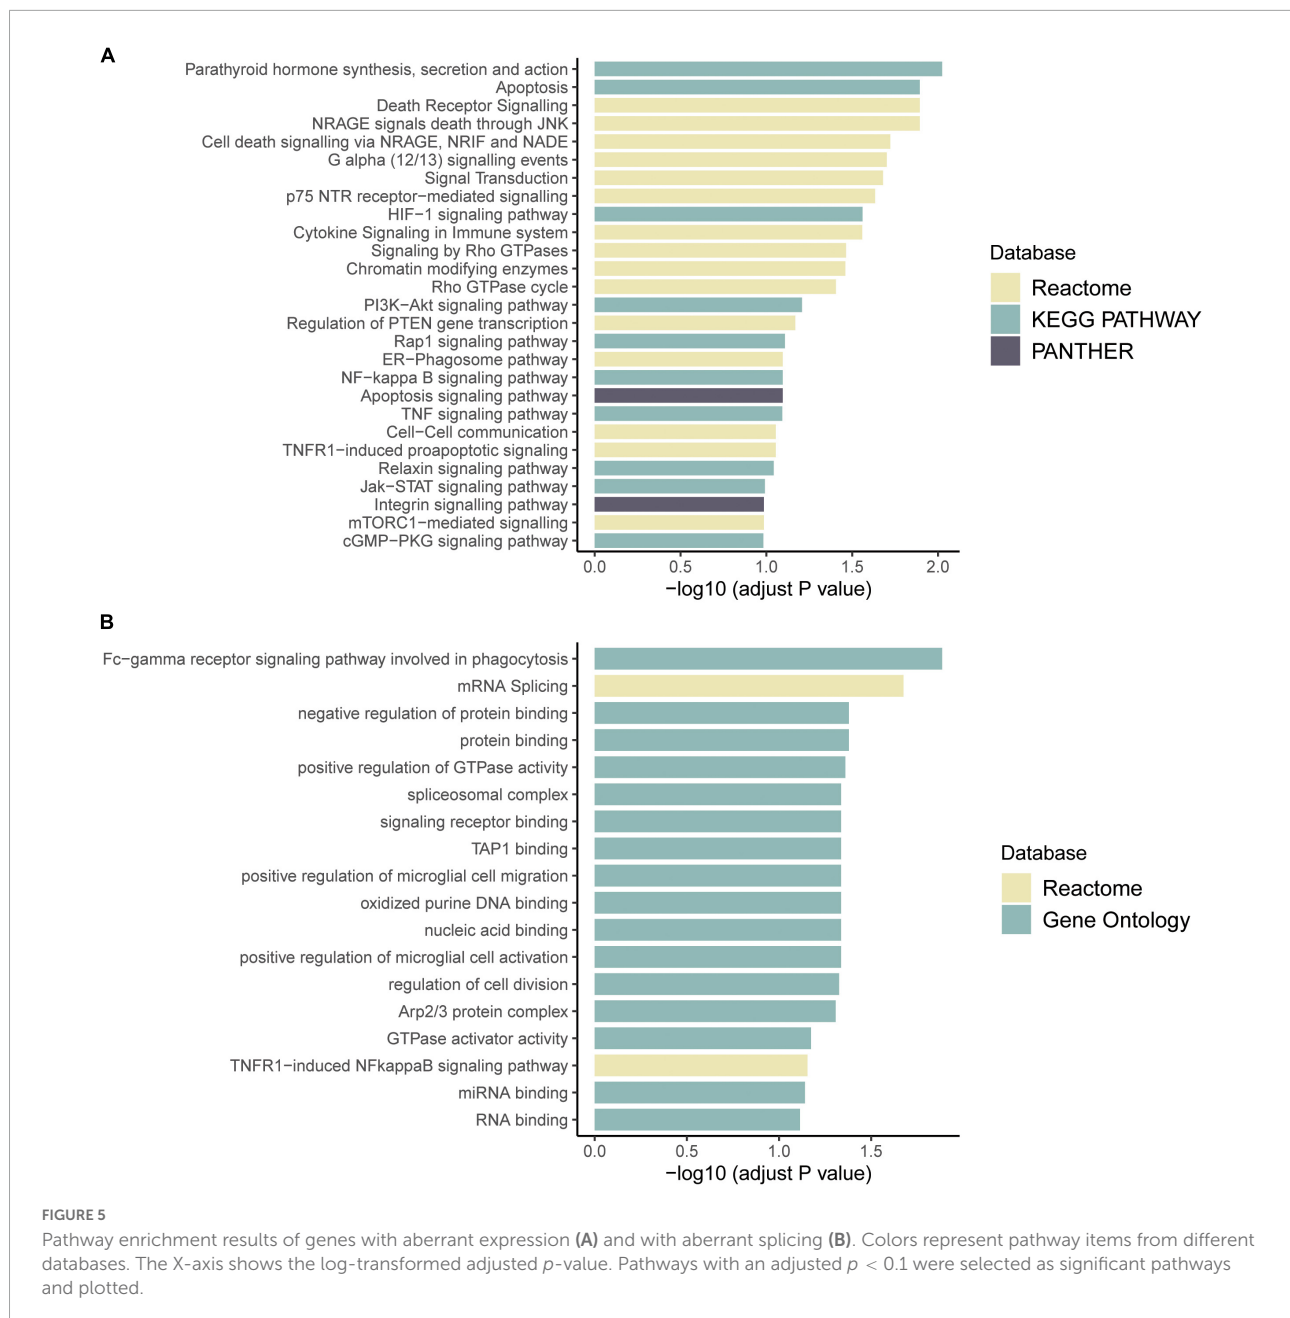 A
Parathyroid hormone synthesis, secretion and action
Apoptosis
Death Receptor Signalling
NRAGE signals death through JNK
Cell death signalling via NRAGE, NRIF and NADE
G alpha (12/13) signalling events
Signal Transduction
p75 NTR receptor−mediated signalling
HIF−1 signaling pathway
Cytokine Signaling in Immune system
Signaling by Rho GTPases
Chromatin modifying enzymes
Rho GTPase cycle
PI3K−Akt signaling pathway
Regulation of PTEN gene transcription
Rap1 signaling pathway
ER−Phagosome pathway
NF−kappa B signaling pathway
Apoptosis signaling pathway
TNF signaling pathway
Cell−Cell communication
TNFR1−induced proapoptotic signaling
Relaxin signaling pathway
Jak−STAT signaling pathway
Integrin signalling pathway
mTORC1−mediated signalling
cGMP−PKG signaling pathway
0.0 0.5 1.0 1.5 2.0
−log10 (adjust P value)
Database
Reactome
KEGG PATHWAY
PANTHER
B
Fc−gamma receptor signaling pathway involved in phagocytosis
mRNA Splicing
negative regulation of protein binding
protein binding
positive regulation of GTPase activity
spliceosomal complex
signaling receptor binding
TAP1 binding
positive regulation of microglial cell migration
oxidized purine DNA binding
nucleic acid binding
positive regulation of microglial cell activation
regulation of cell division
Arp2/3 protein complex
GTPase activator activity
TNFR1−induced NFkappaB signaling pathway
miRNA binding
RNA binding
0.0 0.5 1.0 1.5
−log10 (adjust P value)
Database
Reactome
Gene Ontology
FIGURE 5
Pathway enrichment results of genes with aberrant expression (A) and with aberrant splicing (B). Colors represent pathway items from different
databases. The X-axis shows the log-transformed adjusted p-value. Pathways with an adjusted p < 0.1 were selected as significant pathways
and plotted.